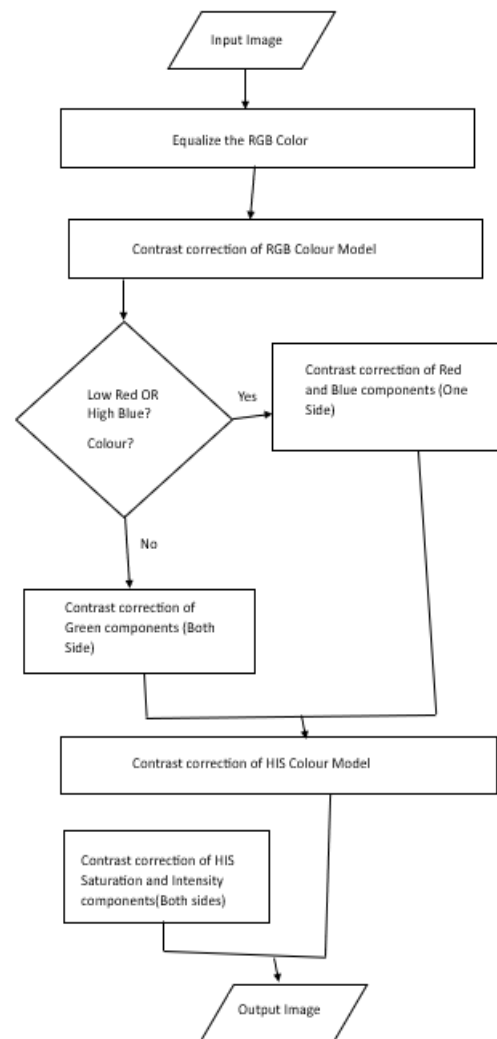 Input Image
Equalize the RGB Color
Contrast correction of RGB Colour Model
Low Red OR
High Blue?
Colour?
Yes
Contrast correction of Red
and Blue components (One
Side)
No
Contrast correction of
Green components (Both
Side)
Contrast correction of HIS Colour Model
Contrast correction of HIS
Saturation and Intensity
components(Both sides)
Output Image